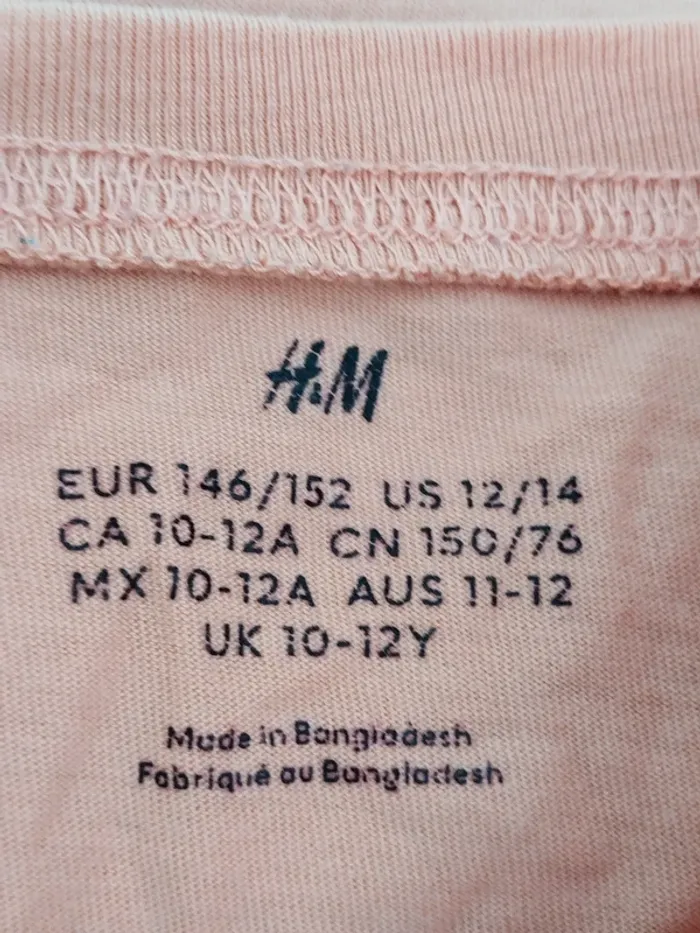 H&M
EUR 146/152 US 12/14
CA 10-12A CN 150/76
MX 10-12A AUS 11-12
UK 10-12Y
Made in Bangladesh
Fabriqué au Bangladesh